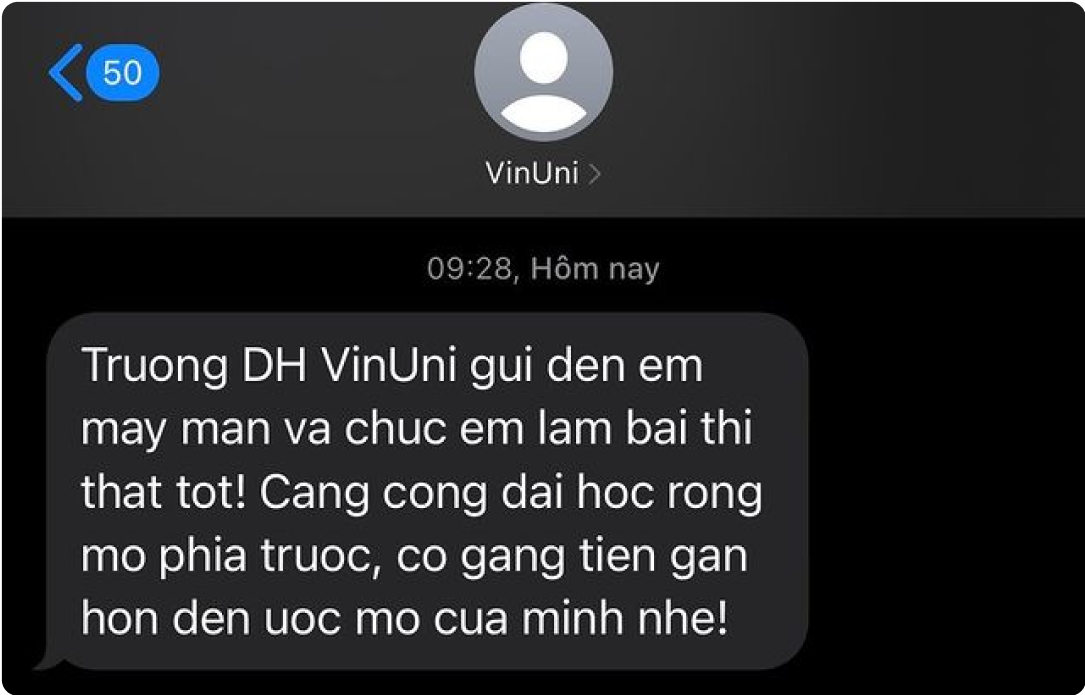 50
VinUni
09:28, Hôm nay
Truong DH VinUni gui den em
may man va chuc em lam bai thi
that tot! Cang cong dai hoc rong
mo phia truoc, co gang tien gan
hon den uoc mo cua minh nhe!